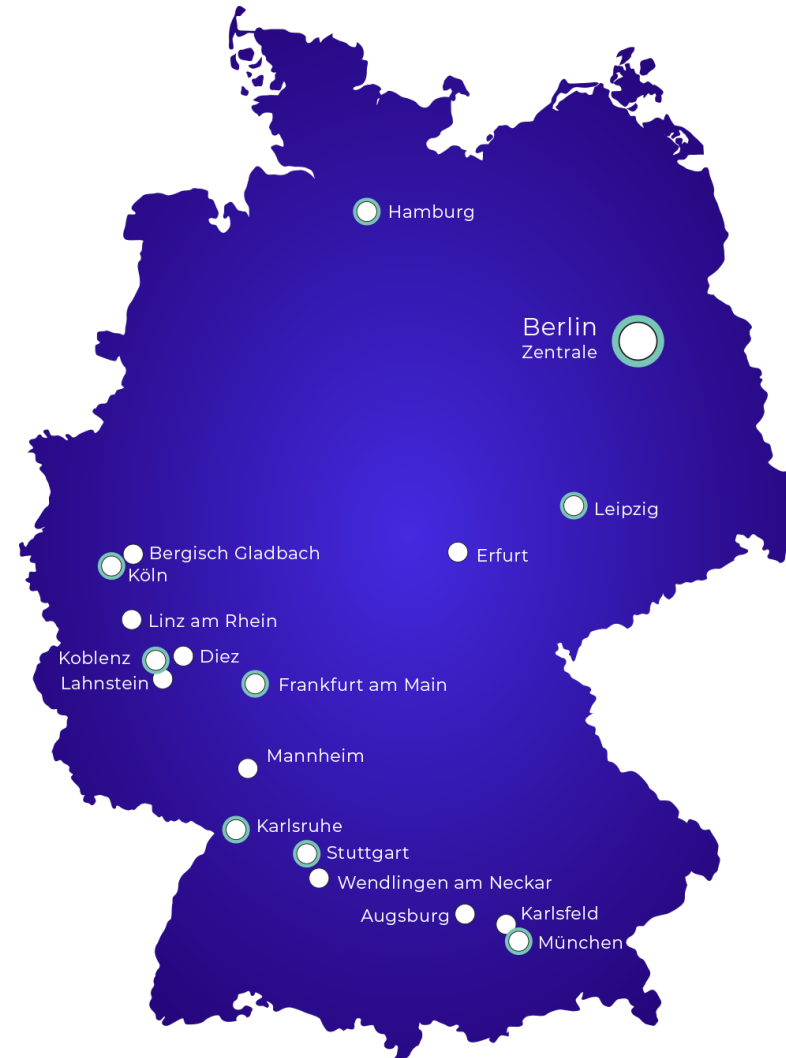 Hamburg
Berlin
Zentrale
Leipzig
Bergisch Gladbach
Erfurt
Köln
Linz am Rhein
Koblenz
Diez
Lahnstein
Frankfurt am Main
Mannheim
Karlsruhe
Stuttgart
Wendlingen am Neckar
Augsburg
Karlsfeld
München